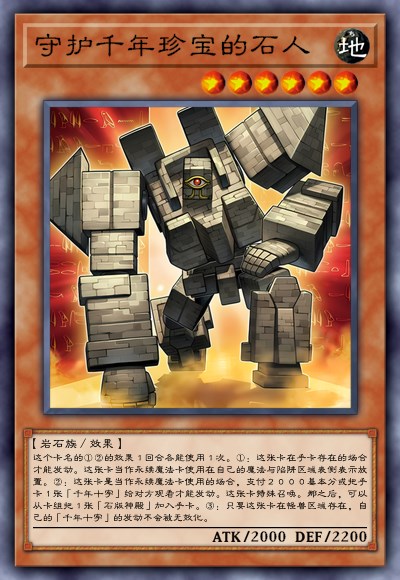 守护千年珍宝的石人
地
【岩石族/效果】
这个卡名的①②的效果1回合各能使用1次。①:这张卡在手卡存在的场合
才能发动。这张卡当作永续魔法卡使用在自己的魔法与陷阱区域表侧表示放
置。②:这张卡是当作永续魔法卡使用的场合,支付2000基本分或把手
卡1张「千年十字」给对方观看才能发动。这张卡特殊召唤。那之后,可以
从卡组把1张「石版神殿」加入手卡。③:只要这张卡在怪兽区域存在,自
己的「千年十字」的发动不会被无效化。
ATK/2000 DEF/2200